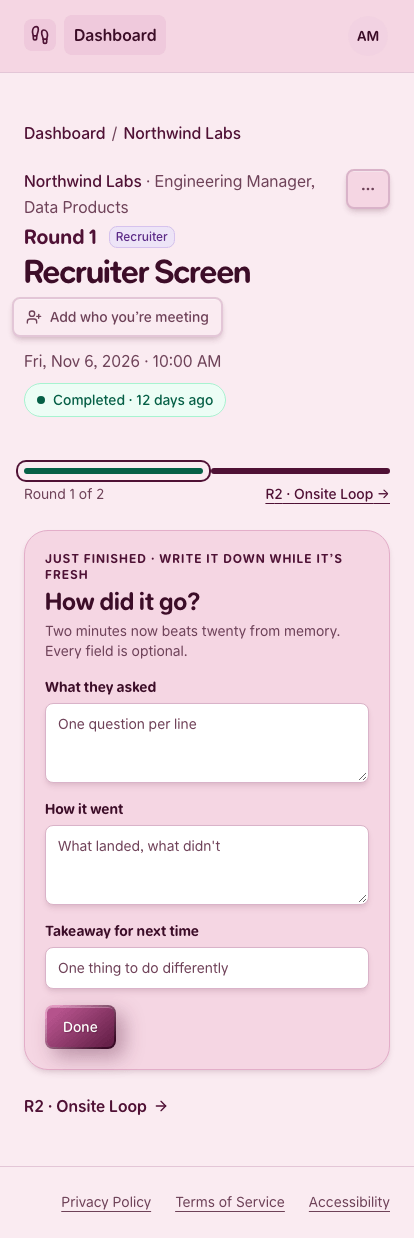 Dashboard
AM
Dashboard / Northwind Labs
Northwind Labs · Engineering Manager,
Data Products
...
Round 1 Recruiter
Recruiter Screen
Add who you're meeting
Fri, Nov 6, 2026 · 10:00 AM
Completed · 12 days ago
Round 1 of 2
R2 · Onsite Loop →
JUST FINISHED · WRITE IT DOWN WHILE IT'S
FRESH
How did it go?
Two minutes now beats twenty from memory.
Every field is optional.
What they asked
One question per line
How it went
What landed, what didn't
Takeaway for next time
One thing to do differently
Done
R2 · Onsite Loop →
Privacy Policy Terms of Service Accessibility